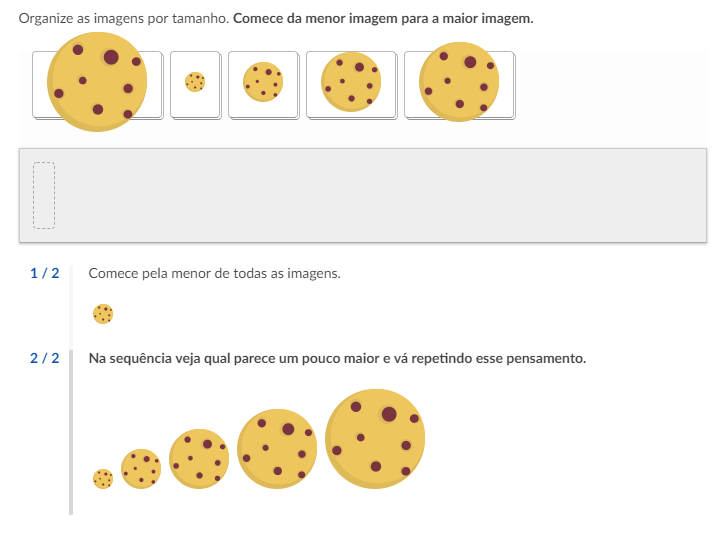 Organize as imagens por tamanho. Comece da menor imagem para a maior imagem.
1 / 2
Comece pela menor de todas as imagens.
2 / 2
Na sequência veja qual parece um pouco maior e vá repetindo esse pensamento.